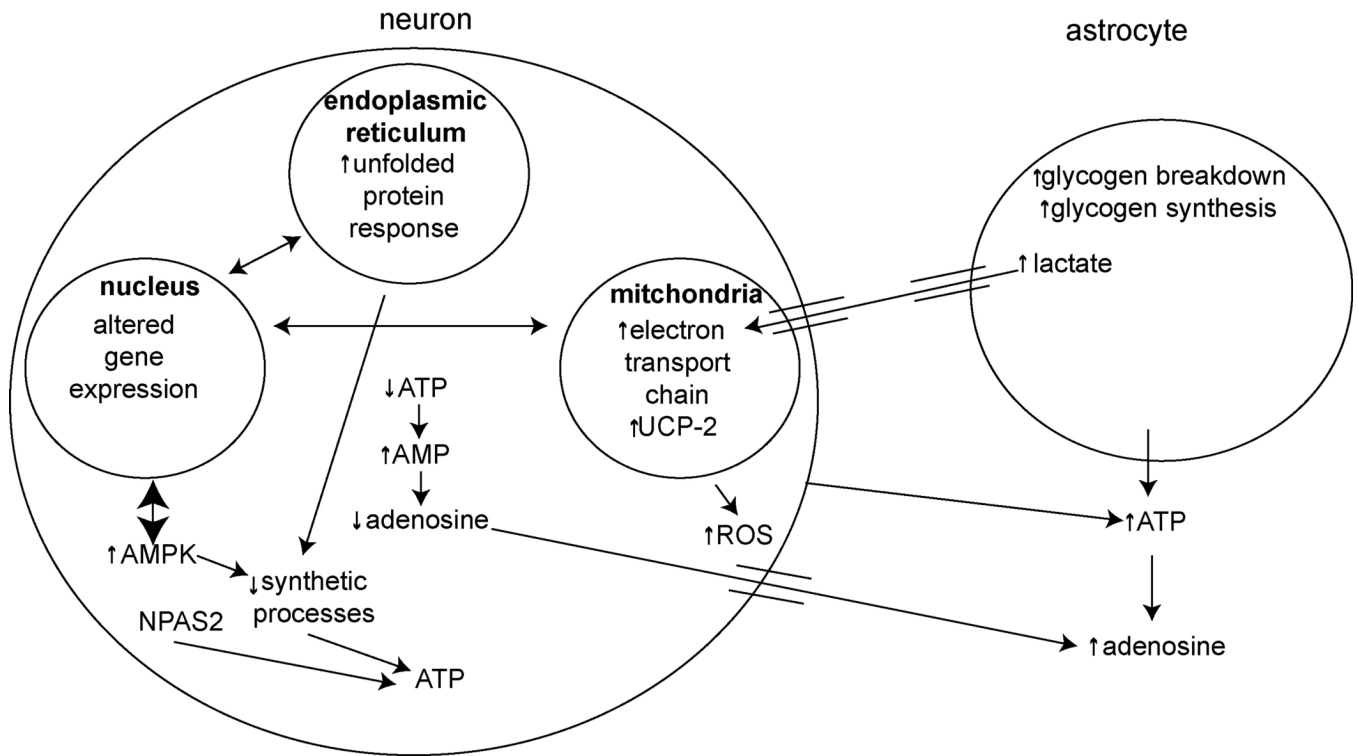 neuron
astrocyte
endoplasmic
reticulum
↑unfolded
protein
response
nucleus
altered
gene
expression
mitchondria
↑electron
transport
chain
↑UCP-2
↑glycogen breakdown
↑glycogen synthesis
↑ lactate
↓ATP
↑AMP
↓adenosine
↑ROS
↑ATP
↑AMPK
↓synthetic
processes
NPAS2
ATP
↑ adenosine